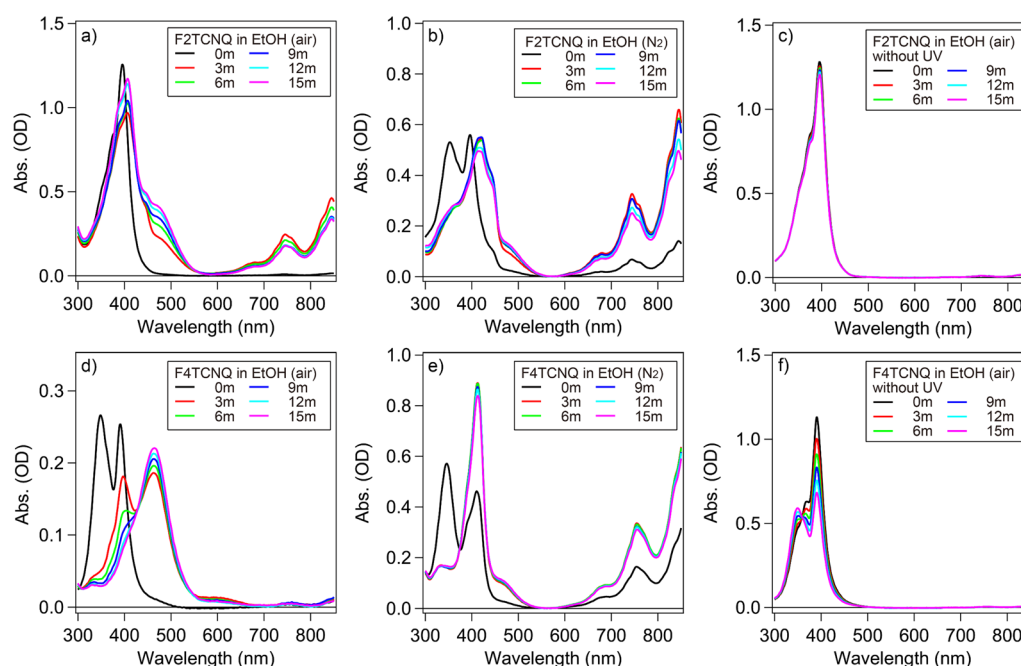 a)
F2TCNQ in EtOH (air)
0m 9m
3m 12m
6m 15m
1.5
1.0
0.5
0.0
Abs. (OD)
300 400 500 600 700 800
Wavelength (nm)
b)
F2TCNQ in EtOH (N2)
0m 9m
3m 12m
6m 15m
1.0
0.8
0.6
0.4
0.2
0.0
Abs. (OD)
300 400 500 600 700 800
Wavelength (nm)
c)
F2TCNQ in EtOH (air)
without UV
0m 9m
3m 12m
6m 15m
1.5
1.0
0.5
0.0
Abs. (OD)
300 400 500 600 700 800
Wavelength (nm)
d)
F4TCNQ in EtOH (air)
0m 9m
3m 12m
6m 15m
0.3
0.2
0.1
0.0
Abs. (OD)
300 400 500 600 700 800
Wavelength (nm)
e)
F4TCNQ in EtOH (N2)
0m 9m
3m 12m
6m 15m
1.0
0.8
0.6
0.4
0.2
0.0
Abs. (OD)
300 400 500 600 700 800
Wavelength (nm)
f)
F4TCNQ in EtOH (air)
without UV
0m 9m
3m 12m
6m 15m
1.5
1.0
0.5
0.0
Abs. (OD)
300 400 500 600 700 800
Wavelength (nm)